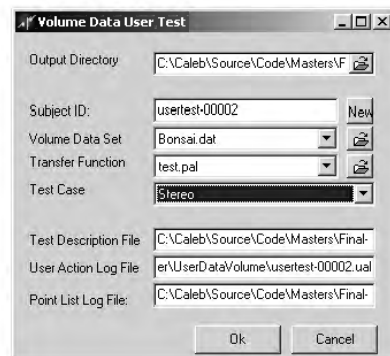 Volume Data User Test
Output Directory C:\Caleb\Source\Code\Masters\F
Subject ID: usertest-00002 New
Volume Data Set Bonsai.dat
Transfer Function test.pal
Test Case Stereo
Test Description File C:\Caleb\Source\Code\Masters\Final-
User Action Log File er\UserDataVolume\usertest-00002.ual
Point List Log File: C:\Caleb\Source\Code\Masters\Final-
Ok Cancel